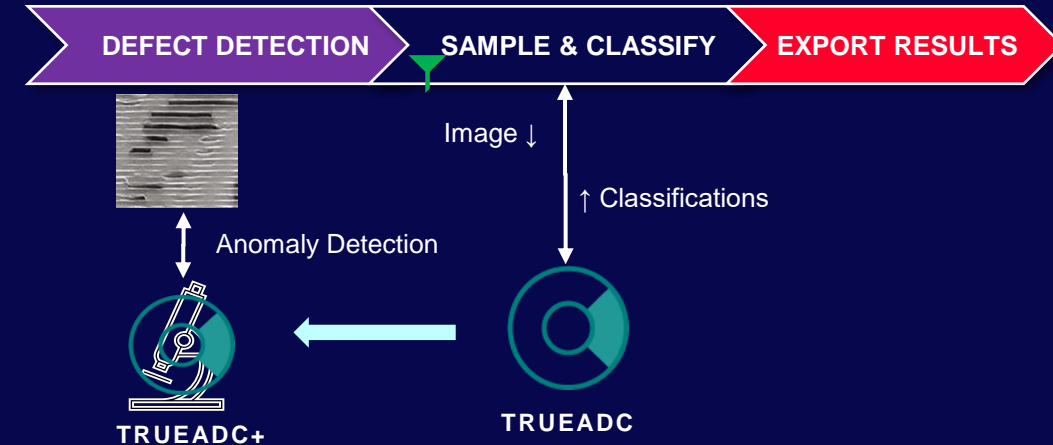 DEFECT DETECTION
SAMPLE & CLASSIFY
EXPORT RESULTS
Image ↓
↑ Classifications
Anomaly Detection
TRUEADC
TRUEADC+